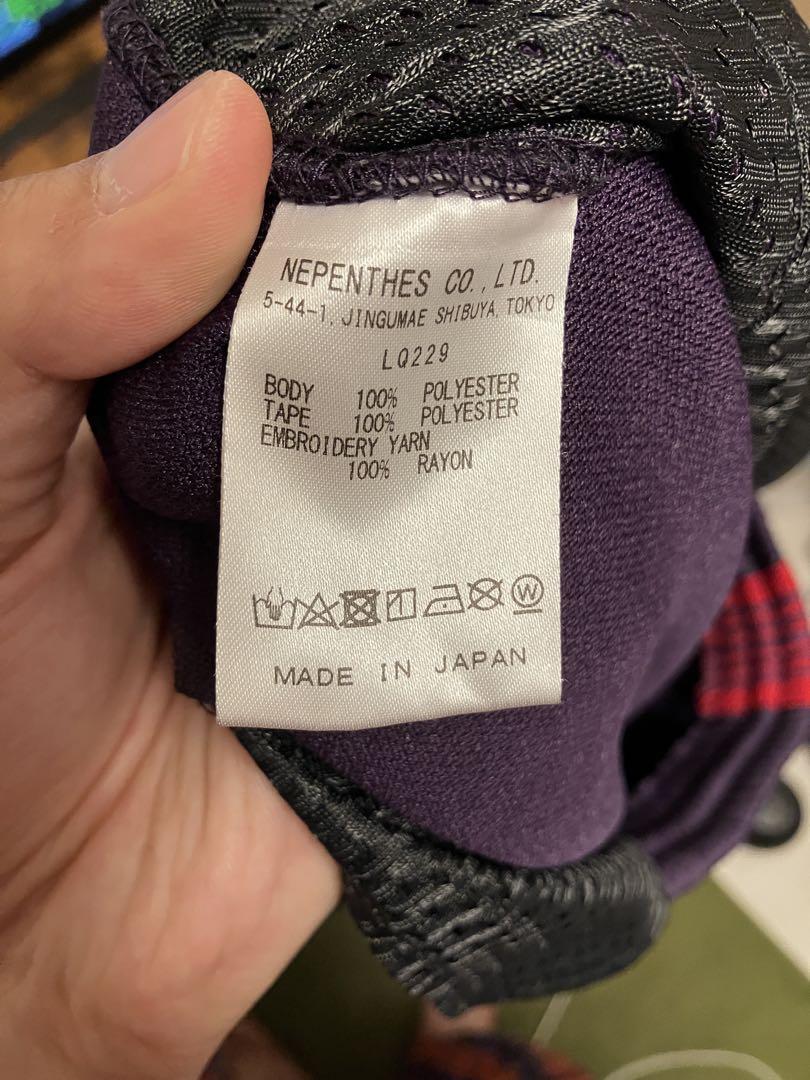 NEPENTHES CO., LTD.
5-44-1, JINGUMAE SHIBUYA, TOKYO
LQ229
BODY 100% POLYESTER
TAPE 100% POLYESTER
EMBROIDERY YARN
100% RAYON
W
MADE IN JAPAN